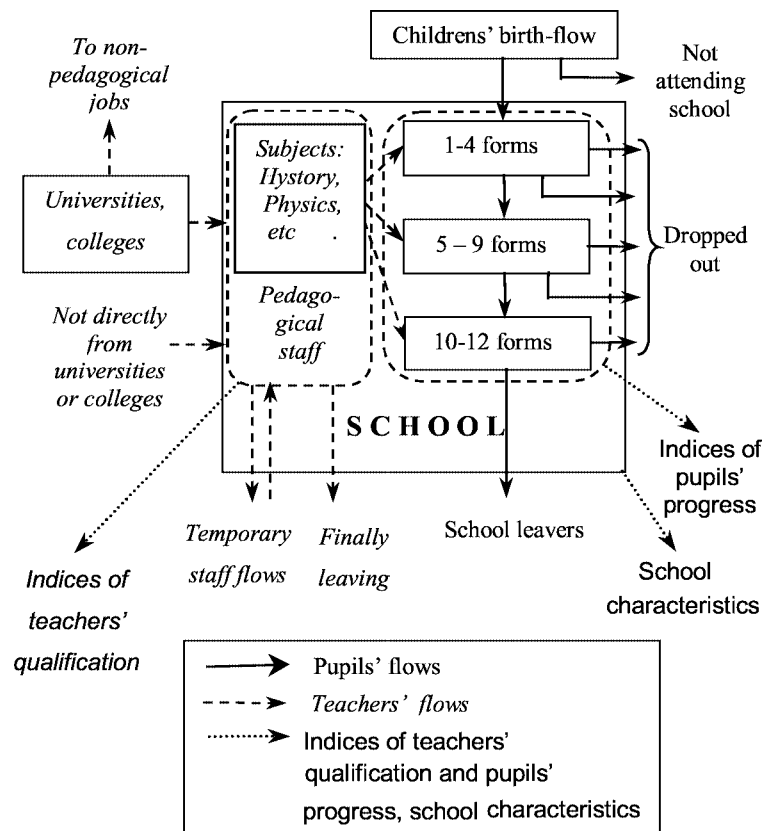 To non-
pedagogical
jobs
Childrens’ birth-flow
Not
attending
school
Universities,
colleges
Subjects:
Hystory,
Physics,
etc .
1-4 forms
5 – 9 forms
10-12 forms
Dropped
out
Pedago-
gical
staff
Not directly
from
universities
or colleges
SCHOOL
Indices of
pupils’
progress
Temporary
staff flows
Finally
leaving
School leavers
School
characteristics
Indices of
teachers’
qualification
Pupils’ flows
Teachers’ flows
Indices of teachers’
qualification and pupils’
progress, school characteristics